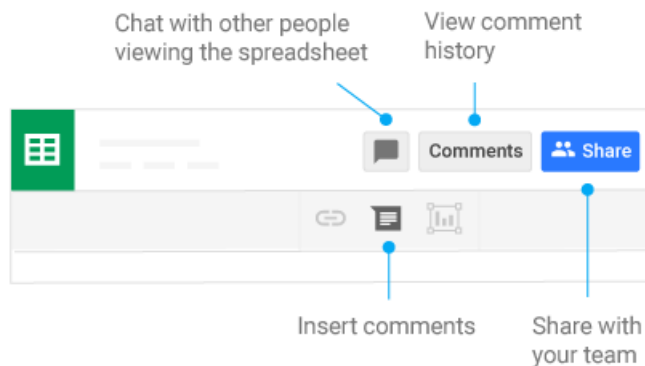 Chat with other people
viewing the spreadsheet
View comment
history
Comments
Share
Insert comments
Share with
your team